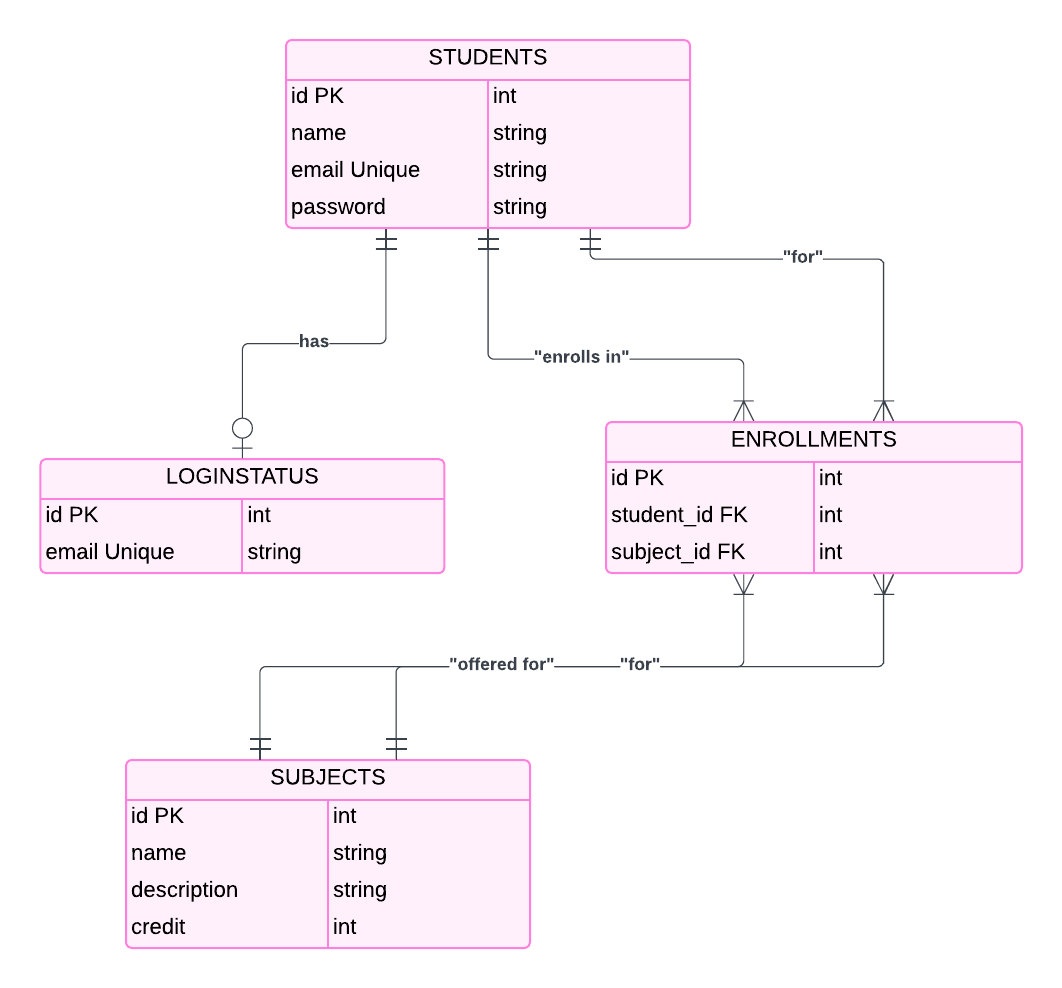 STUDENTS
id PK int
name string
email Unique string
password string
"for"
has
"enrolls in"
ENROLLMENTS
id PK int
student_id FK int
subject_id FK int
LOGINSTATUS
id PK int
email Unique string
"offered for" "for"
SUBJECTS
id PK int
name string
description string
credit int